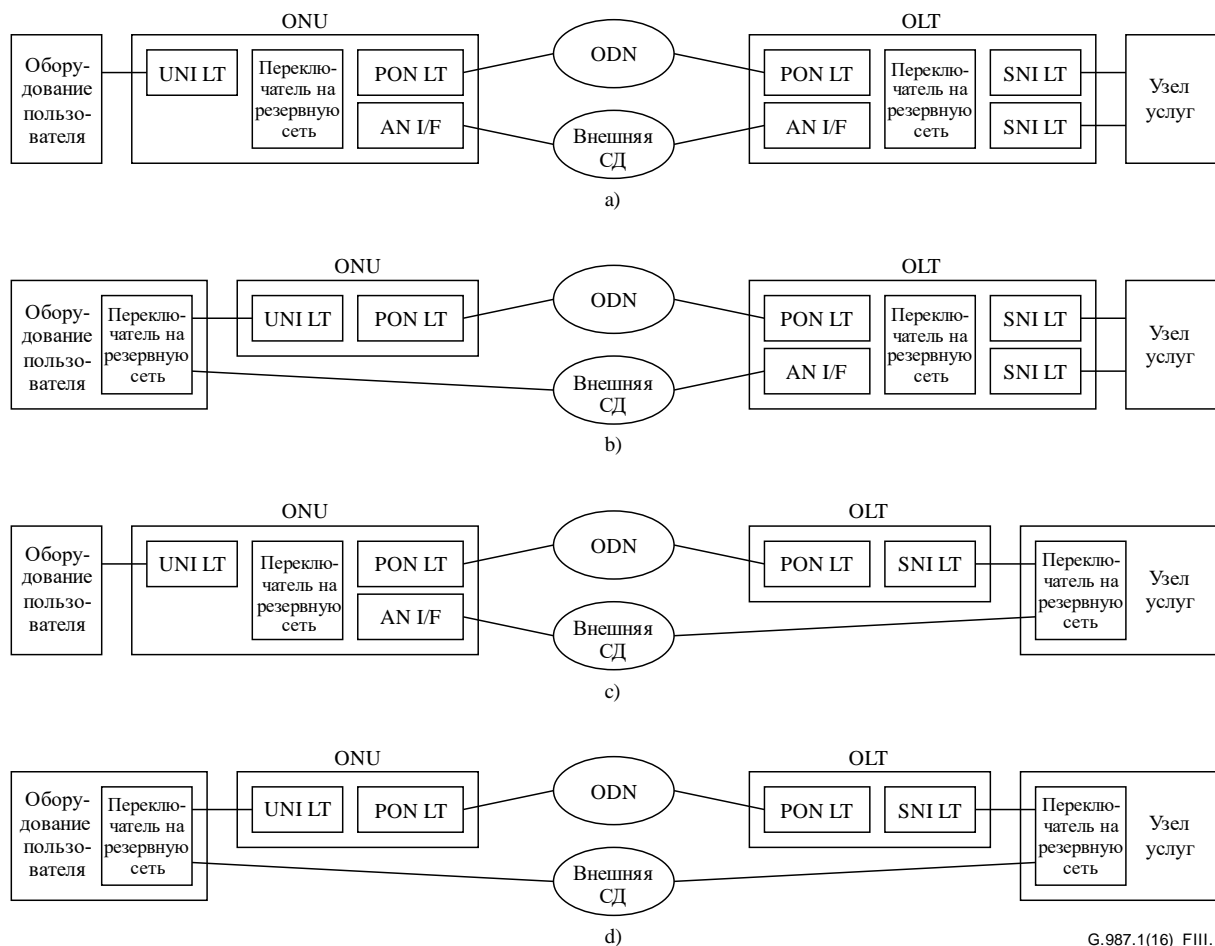 ONU
OLT
Обору-
дование
пользо-
вателя
UNI LT
Переклю-
чатель на
резервную
сеть
PON LT
AN I/F
ODN
Внешняя
СД
PON LT
AN I/F
Переклю-
чатель на
резервную
сеть
SNI LT
SNI LT
Узел
услуг
a)
ONU
OLT
Обору-
дование
пользо-
вателя
Переклю-
чатель на
резервную
сеть
UNI LT
PON LT
ODN
Внешняя
СД
PON LT
AN I/F
Переклю-
чатель на
резервную
сеть
SNI LT
SNI LT
Узел
услуг
b)
ONU
OLT
Обору-
дование
пользо-
вателя
UNI LT
Переклю-
чатель на
резервную
сеть
PON LT
AN I/F
ODN
Внешняя
СД
PON LT
SNI LT
Переклю-
чатель на
резервную
сеть
Узел
услуг
c)
ONU
OLT
Обору-
дование
пользо-
вателя
Переклю-
чатель на
резервную
сеть
UNI LT
PON LT
ODN
Внешняя
СД
PON LT
SNI LT
Переклю-
чатель на
резервную
сеть
Узел
услуг
d)
G.987.1(16)_FIII.